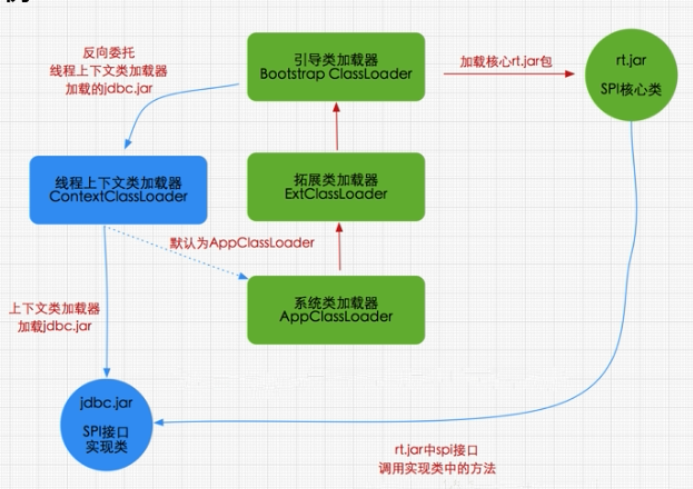 反向委托
线程上下文类加载器
加载的jdbc.jar
引导类加载器
Bootstrap ClassLoader
加载核心rt.jar包
rt.jar
SPI核心类
线程上下文类加载器
ContextClassLoader
拓展类加载器
ExtClassLoader
默认为AppClassLoader
系统类加载器
AppClassLoader
上下文类加载器
加载jdbc.jar
jdbc.jar
SPI接口
实现类
rt.jar中spi接口
调用实现类中的方法